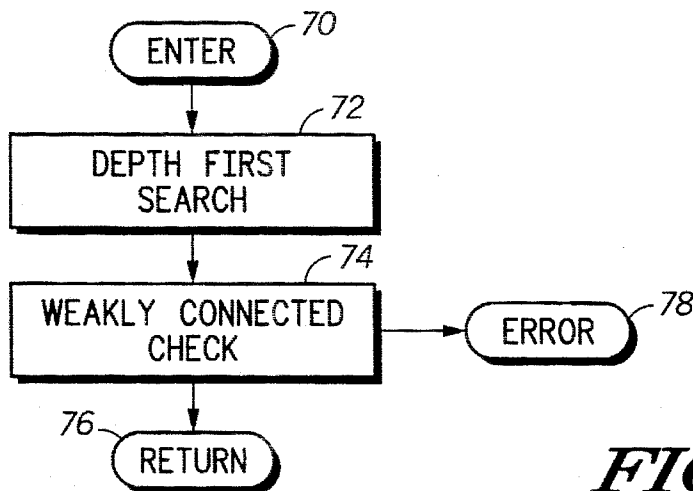 ENTER
70
72
DEPTH FIRST
SEARCH
74
WEAKLY CONNECTED
CHECK
ERROR
78
76
RETURN